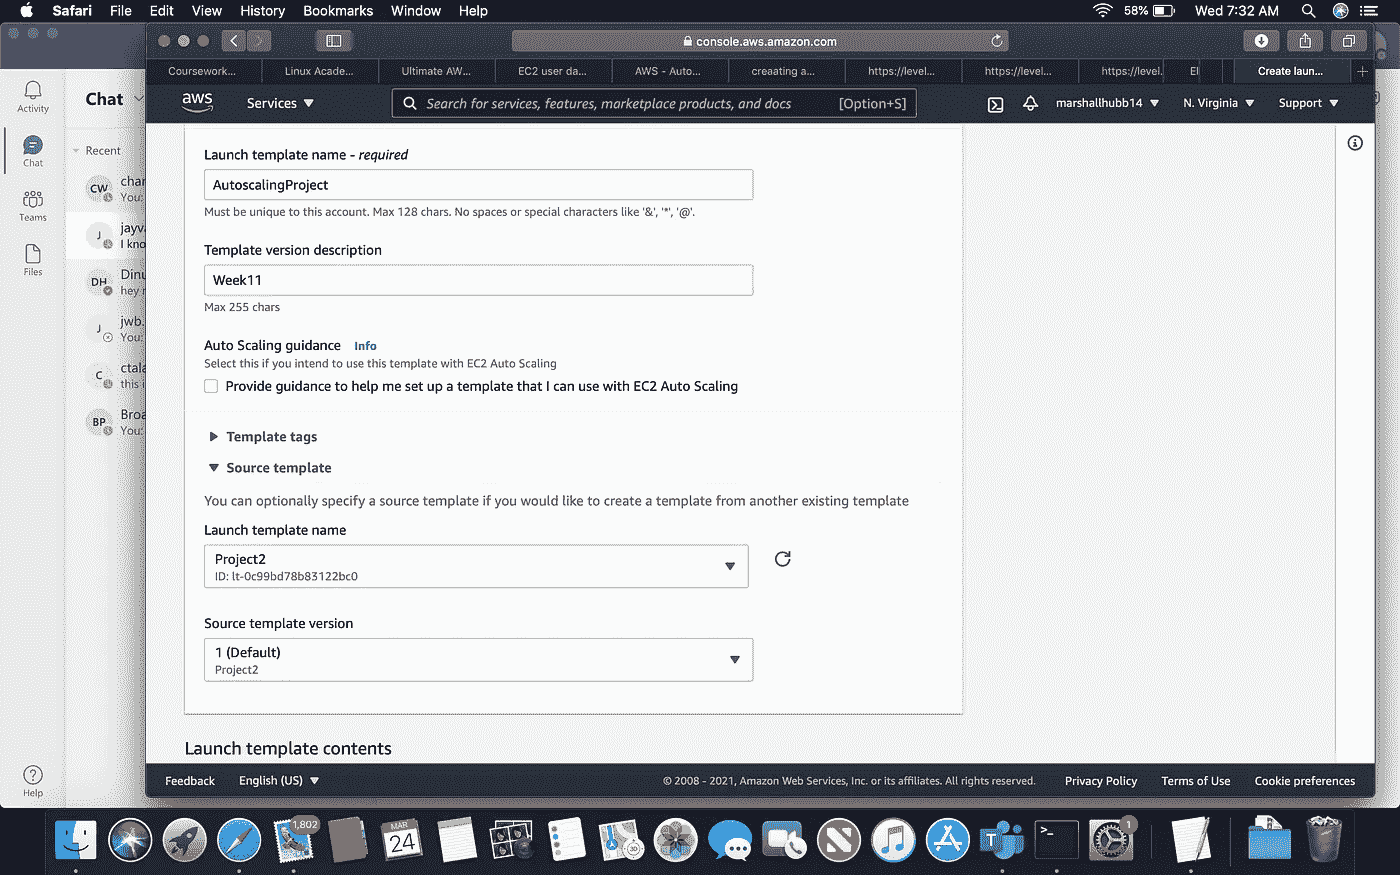 Safari File Edit View History Bookmarks Window Help 58% Wed 7:32 AM
console.aws.amazon.com
Coursework... Linux Acade... Ultimate AW... EC2 user da... AWS - Auto... creaating a... https://level... https://level... https://level. El Create laun...
aws Services Search for services, features, marketplace products, and docs [Option+S] marshallhubb14 N. Virginia Support
Activity
Chat
Teams
Files
Help
Chat
Recent
CW char
You:
J jayva
I kno
DH Dinu
hey r
J jwb.
You:
C ctala
this i
BP Broa
You:
Launch template name - required
AutoscalingProject
Must be unique to this account. Max 128 chars. No spaces or special characters like '&', '*', '@'.
Template version description
Week11
Max 255 chars
Auto Scaling guidance Info
Select this if you intend to use this template with EC2 Auto Scaling
Provide guidance to help me set up a template that I can use with EC2 Auto Scaling
Template tags
Source template
You can optionally specify a source template if you would like to create a template from another existing template
Launch template name
Project2
ID: lt-0c99bd78b83122bc0
Source template version
1 (Default)
Project2
Launch template contents
Feedback English (US) © 2008 - 2021, Amazon Web Services, Inc. or its affiliates. All rights reserved. Privacy Policy Terms of Use Cookie preferences
1,802
MAR
24
1